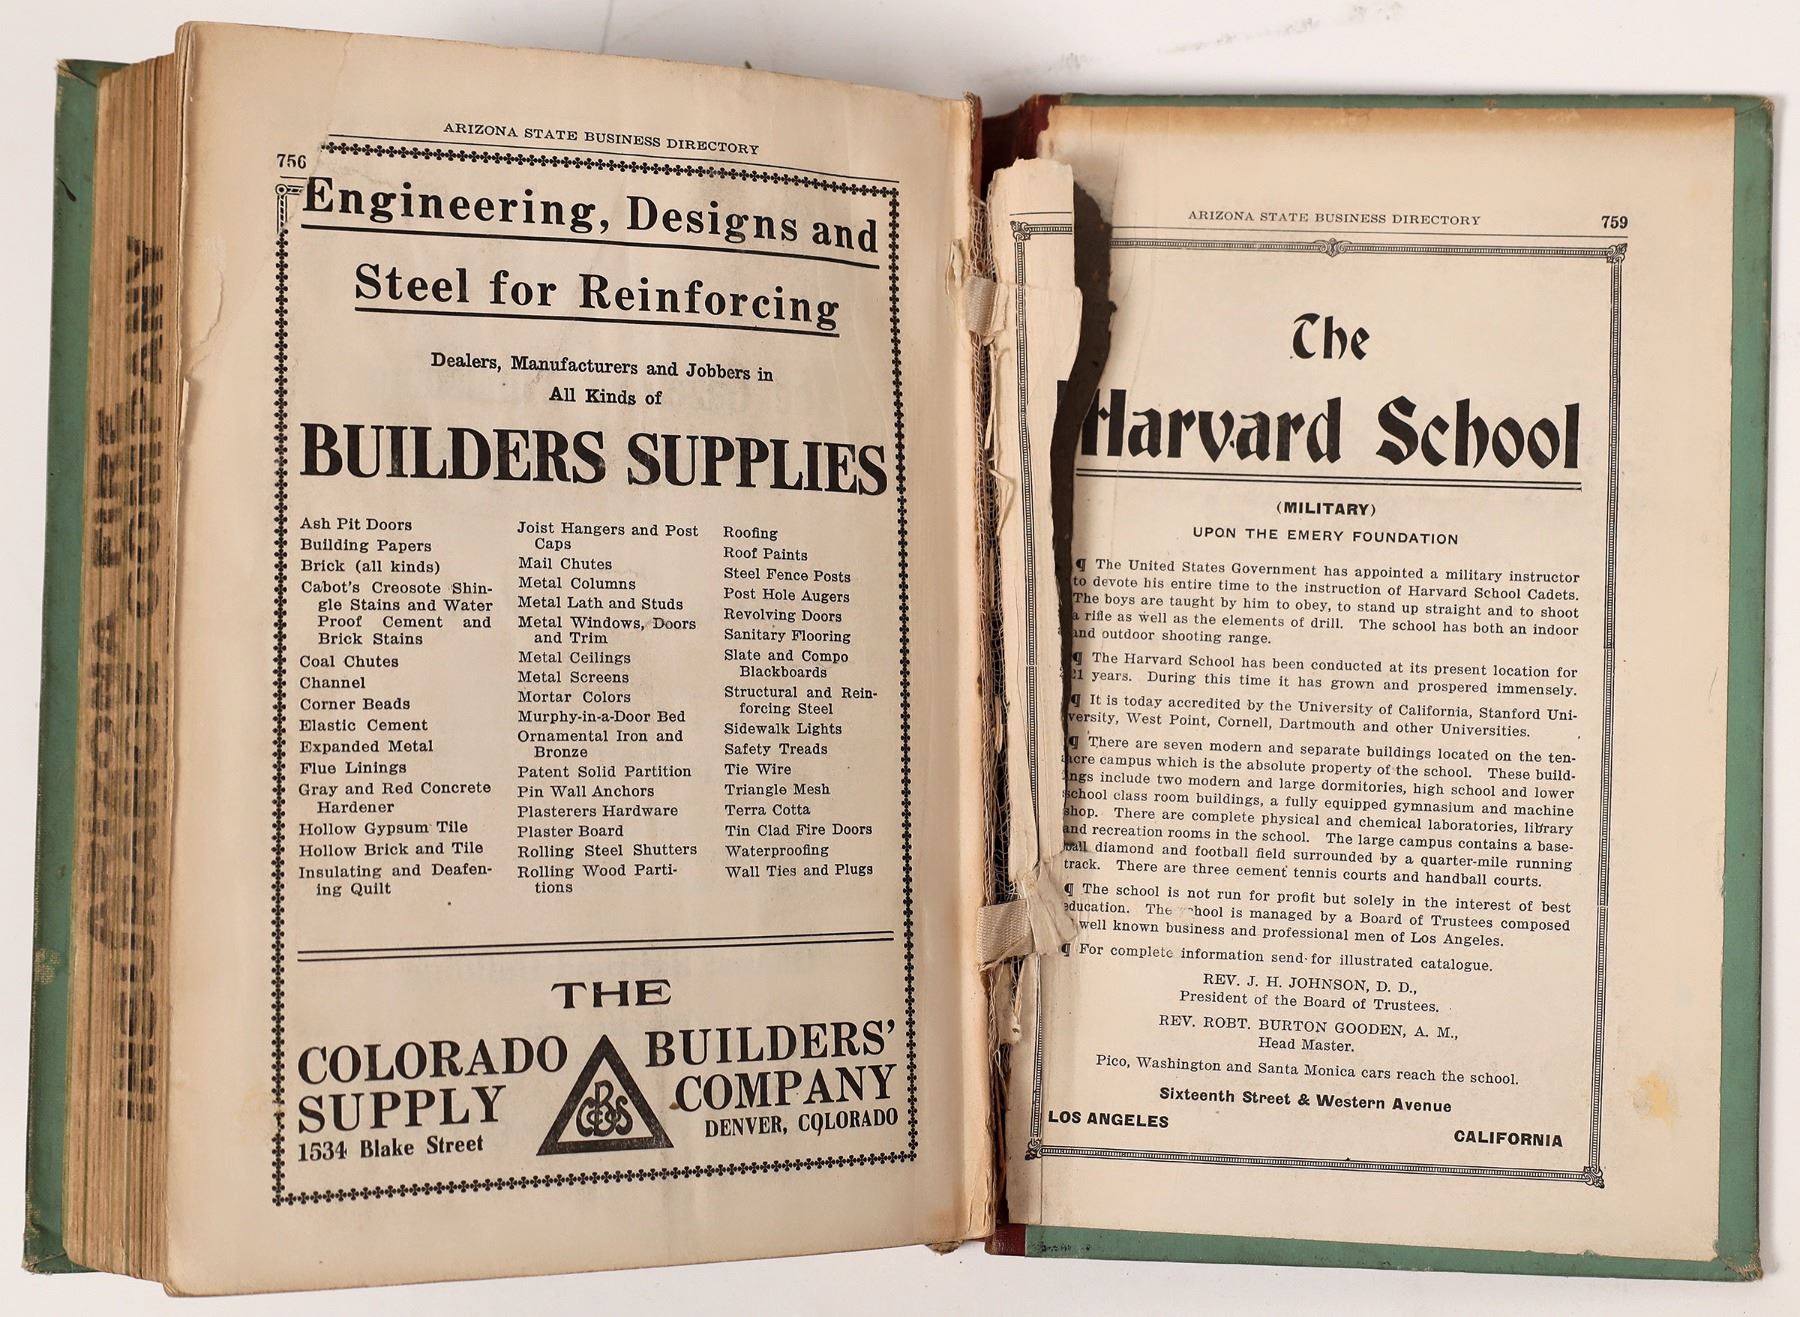 ARIZONA STATE BUSINESS DIRECTORY
756
Engineering, Designs and
Steel for Reinforcing
Dealers, Manufacturers and Jobbers in
All Kinds of
BUILDERS SUPPLIES
Ash Pit Doors
Building Papers
Brick (all kinds)
Cabot's Creosote Shin-
gle Stains and Water
Proof Cement and
Brick Stains
Coal Chutes
Channel
Corner Beads
Elastic Cement
Expanded Metal
Flue Linings
Gray and Red Concrete
Hardener
Hollow Gypsum Tile
Hollow Brick and Tile
Insulating and Deafen-
ing Quilt
Joist Hangers and Post
Caps
Mail Chutes
Metal Columns
Metal Lath and Studs
Metal Windows, Doors
and Trim
Metal Ceilings
Metal Screens
Mortar Colors
Murphy-in-a-Door Bed
Ornamental Iron and
Bronze
Patent Solid Partition
Pin Wall Anchors
Plasterers Hardware
Plaster Board
Rolling Steel Shutters
Rolling Wood Parti-
tions
Roofing
Roof Paints
Steel Fence Posts
Post Hole Augers
Revolving Doors
Sanitary Flooring
Slate and Compo
Blackboards
Structural and Rein-
forcing Steel
Sidewalk Lights
Safety Treads
Tie Wire
Triangle Mesh
Terra Cotta
Tin Clad Fire Doors
Waterproofing
Wall Ties and Plugs
THE
COLORADO BUILDERS'
SUPPLY COMPANY
1534 Blake Street DENVER, COLORADO
ARIZONA FIRE
INSURANCE COMPANY
ARIZONA STATE BUSINESS DIRECTORY 759
The
Harvard School
(MILITARY)
UPON THE EMERY FOUNDATION
¶ The United States Government has appointed a military instructor
to devote his entire time to the instruction of Harvard School Cadets.
The boys are taught by him to obey, to stand up straight and to shoot
a rifle as well as the elements of drill. The school has both an indoor
and outdoor shooting range.
¶ The Harvard School has been conducted at its present location for
21 years. During this time it has grown and prospered immensely.
¶ It is today accredited by the University of California, Stanford Uni-
versity, West Point, Cornell, Dartmouth and other Universities.
¶ There are seven modern and separate buildings located on the ten-
acre campus which is the absolute property of the school. These build-
ings include two modern and large dormitories, high school and lower
school class room buildings, a fully equipped gymnasium and machine
shop. There are complete physical and chemical laboratories, library
and recreation rooms in the school. The large campus contains a base-
ball diamond and football field surrounded by a quarter-mile running
track. There are three cement tennis courts and handball courts.
¶ The school is not run for profit but solely in the interest of best
education. The school is managed by a Board of Trustees composed
well known business and professional men of Los Angeles.
¶ For complete information send for illustrated catalogue.
REV. J. H. JOHNSON, D. D.,
President of the Board of Trustees.
REV. ROBT. BURTON GOODEN, A. M.,
Head Master.
Pico, Washington and Santa Monica cars reach the school.
Sixteenth Street & Western Avenue
LOS ANGELES
CALIFORNIA